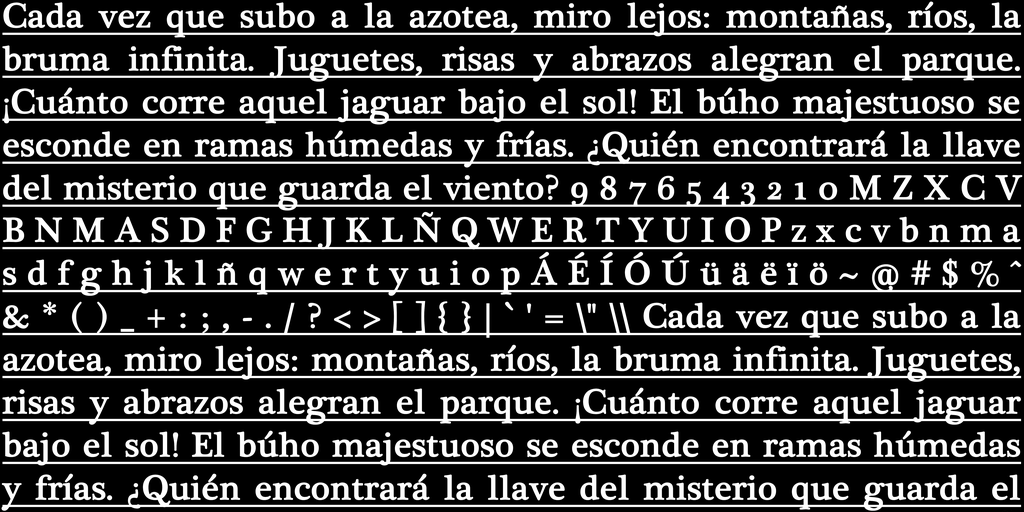 Cada vez que subo a la azotea, miro lejos: montañas, ríos, la
bruma infinita. Juguetes, risas y abrazos alegran el parque.
¡Cuánto corre aquel jaguar bajo el sol! El búho majestuoso se
esconde en ramas húmedas y frías. ¿Quién encontrará la llave
del misterio que guarda el viento? 9 8 7 6 5 4 3 2 1 0 M Z X C V
B N M A S D F G H J K L Ñ Q W E R T Y U I O P z x c v b n m a
s d f g h j k l ñ q w e r t y u i o p Á É Í Ó Ú ü ä ë ï ö ~ @ # $ % ^
& * ( ) _ + : ; , - . / ? < > [ ] { } | ` ' = \" \\ Cada vez que subo a la
azotea, miro lejos: montañas, ríos, la bruma infinita. Juguetes,
risas y abrazos alegran el parque. ¡Cuánto corre aquel jaguar
bajo el sol! El búho majestuoso se esconde en ramas húmedas
y frías. ¿Quién encontrará la llave del misterio que guarda el